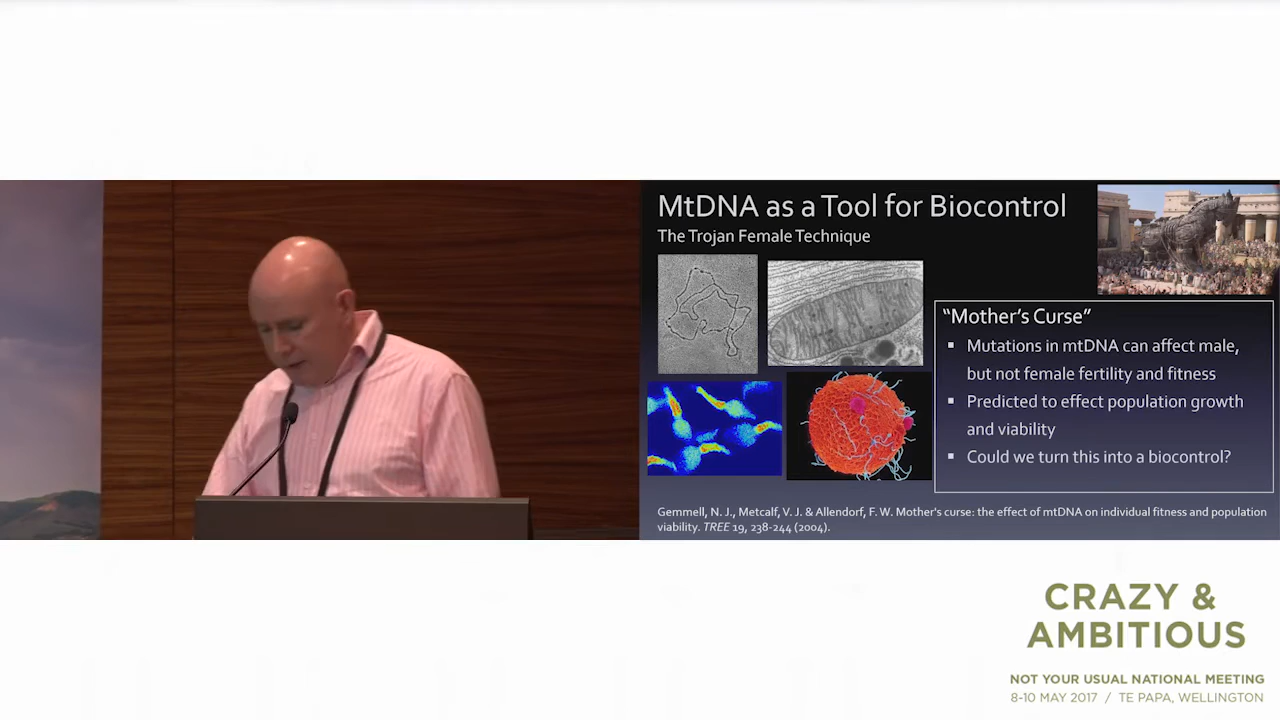 MtDNA as a Tool for Biocontrol
The Trojan Female Technique
“Mother’s Curse”
▪ Mutations in mtDNA can affect male,
but not female fertility and fitness
▪ Predicted to effect population growth
and viability
▪ Could we turn this into a biocontrol?
Gemmell, N. J., Metcalf, V. J. & Allendorf, F. W. Mother's curse: the effect of mtDNA on individual fitness and population
viability. TREE 19, 238-244 (2004).
CRAZY &
AMBITIOUS
NOT YOUR USUAL NATIONAL MEETING
8-10 MAY 2017 / TE PAPA, WELLINGTON